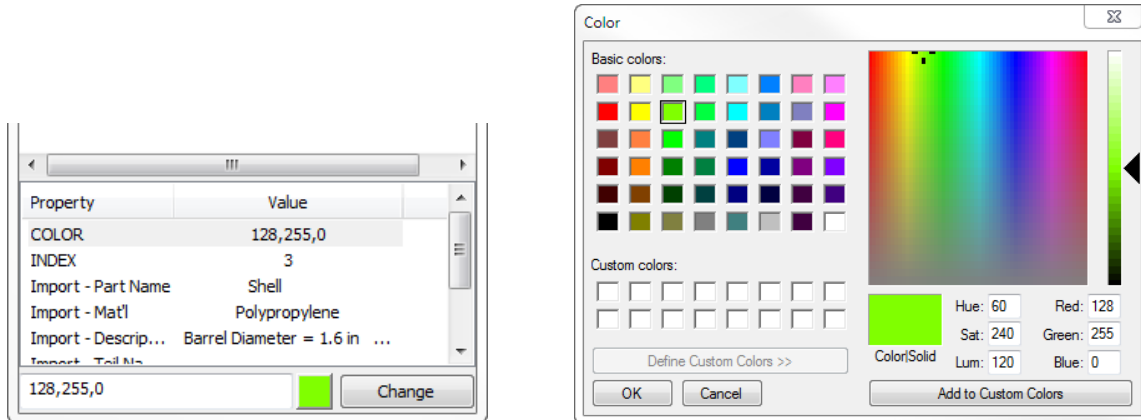 Property Value
COLOR 128,255,0
INDEX 3
Import - Part Name Shell
Import - Mat'l Polypropylene
Import - Descrip... Barrel Diameter = 1.6 in ...
128,255,0 Change
Color
Basic colors:
Custom colors:
Define Custom Colors >>
OK Cancel
Color|Solid
Hue: 60 Red: 128
Sat: 240 Green: 255
Lum: 120 Blue: 0
Add to Custom Colors